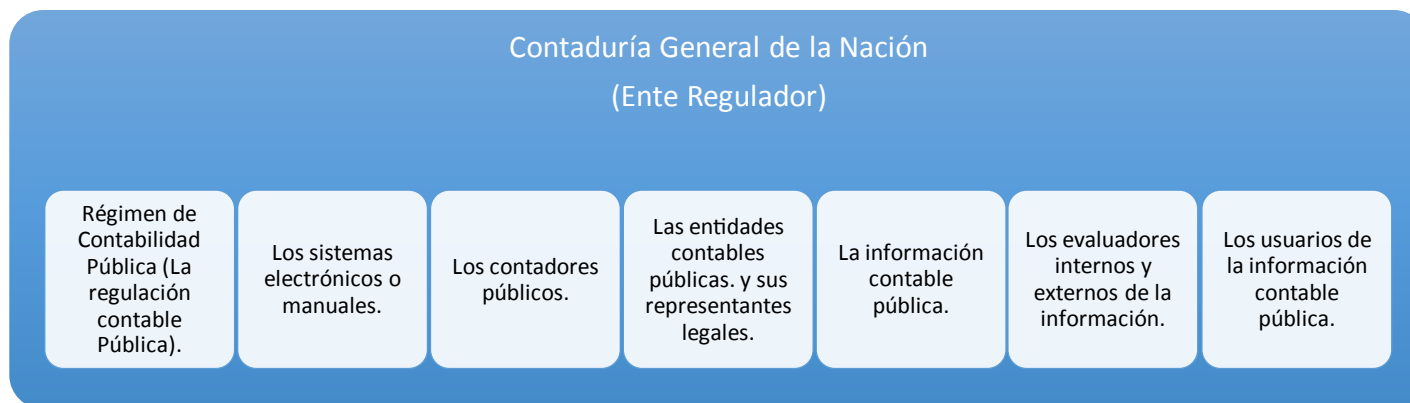 Contaduría General de la Nación
(Ente Regulador)
Régimen de
Contabilidad
Pública (La
regulación
contable
Pública).
Los sistemas
electrónicos o
manuales.
Los contadores
públicos.
Las entidades
contables
públicas. y sus
representantes
legales.
La información
contable
pública.
Los evaluadores
internos y
externos de la
información.
Los usuarios de
la información
contable
pública.